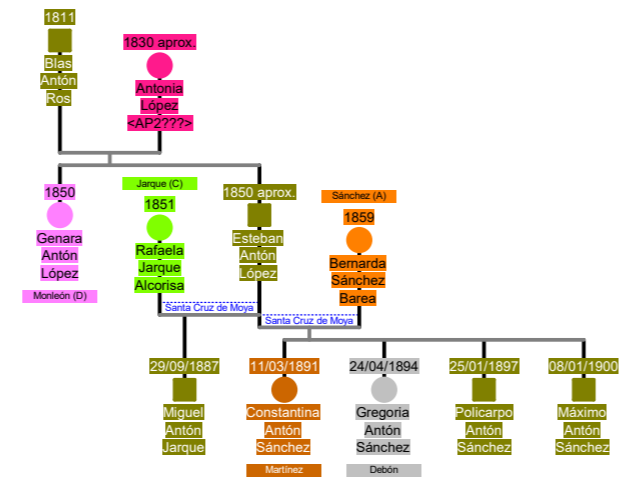 1811
Blas
Antón
Ros
1830 aprox.
Antonia
López
<AP2???>
1850
Genara
Antón
López
Monleón (D)
Jarque (C)
1851
Rafaela
Jarque
Alcorisa
1850 aprox.
Esteban
Antón
López
Sánchez (A)
1859
Bernarda
Sánchez
Barea
Santa Cruz de Moya
Santa Cruz de Moya
29/09/1887
Miguel
Antón
Jarque
11/03/1891
Constantina
Antón
Sánchez
Martínez
24/04/1894
Gregoria
Antón
Sánchez
Debón
25/01/1897
Policarpo
Antón
Sánchez
08/01/1900
Máximo
Antón
Sánchez